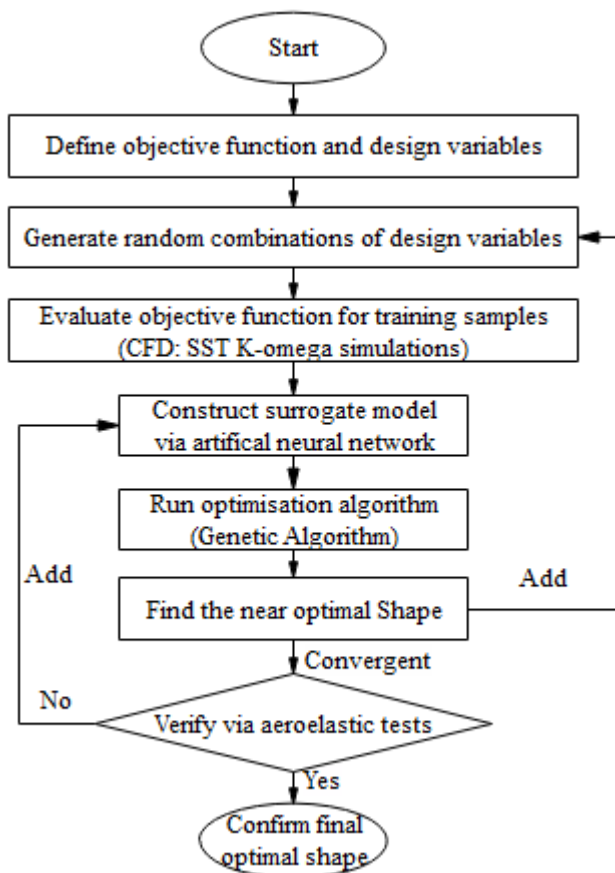 Start
Define objective function and design variables
Generate random combinations of design variables
Evaluate objective function for training samples
(CFD: SST K-omega simulations)
Construct surrogate model
via artifical neural network
Run optimisation algorithm
(Genetic Algorithm)
Add
Add
Find the near optimal Shape
Convergent
No
Verify via aeroelastic tests
Yes
Confirm final
optimal shape